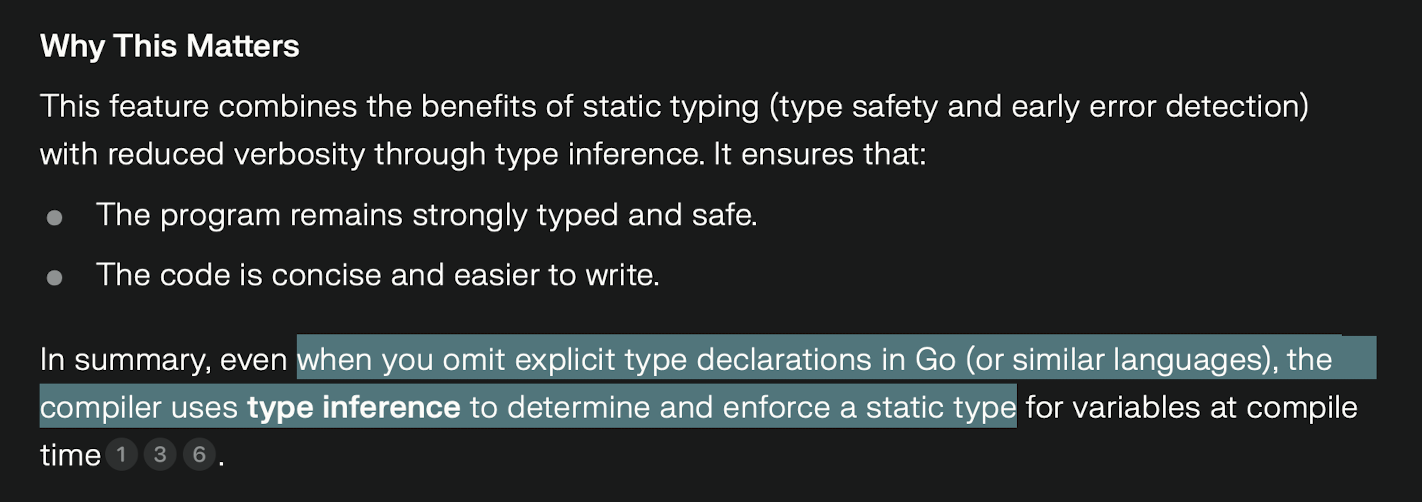 Why This Matters
This feature combines the benefits of static typing (type safety and early error detection)
with reduced verbosity through type inference. It ensures that:
The program remains strongly typed and safe.
The code is concise and easier to write.
In summary, even when you omit explicit type declarations in Go (or similar languages), the
compiler uses type inference to determine and enforce a static type for variables at compile
time 1 3 6 .